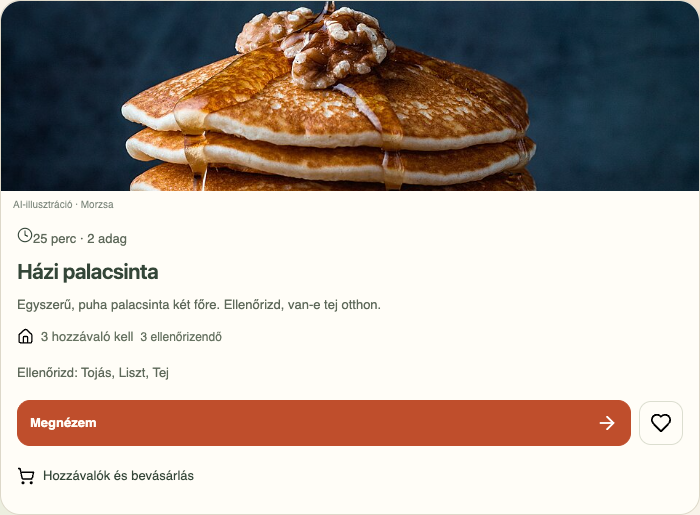 AI-illusztráció · Morzsa
25 perc · 2 adag
Házi palacsinta
Egyszerű, puha palacsinta két főre. Ellenőrizd, van-e tej otthon.
3 hozzávaló kell 3 ellenőrizendő
Ellenőrizd: Tojás, Liszt, Tej
Megnézem
Hozzávalók és bevásárlás